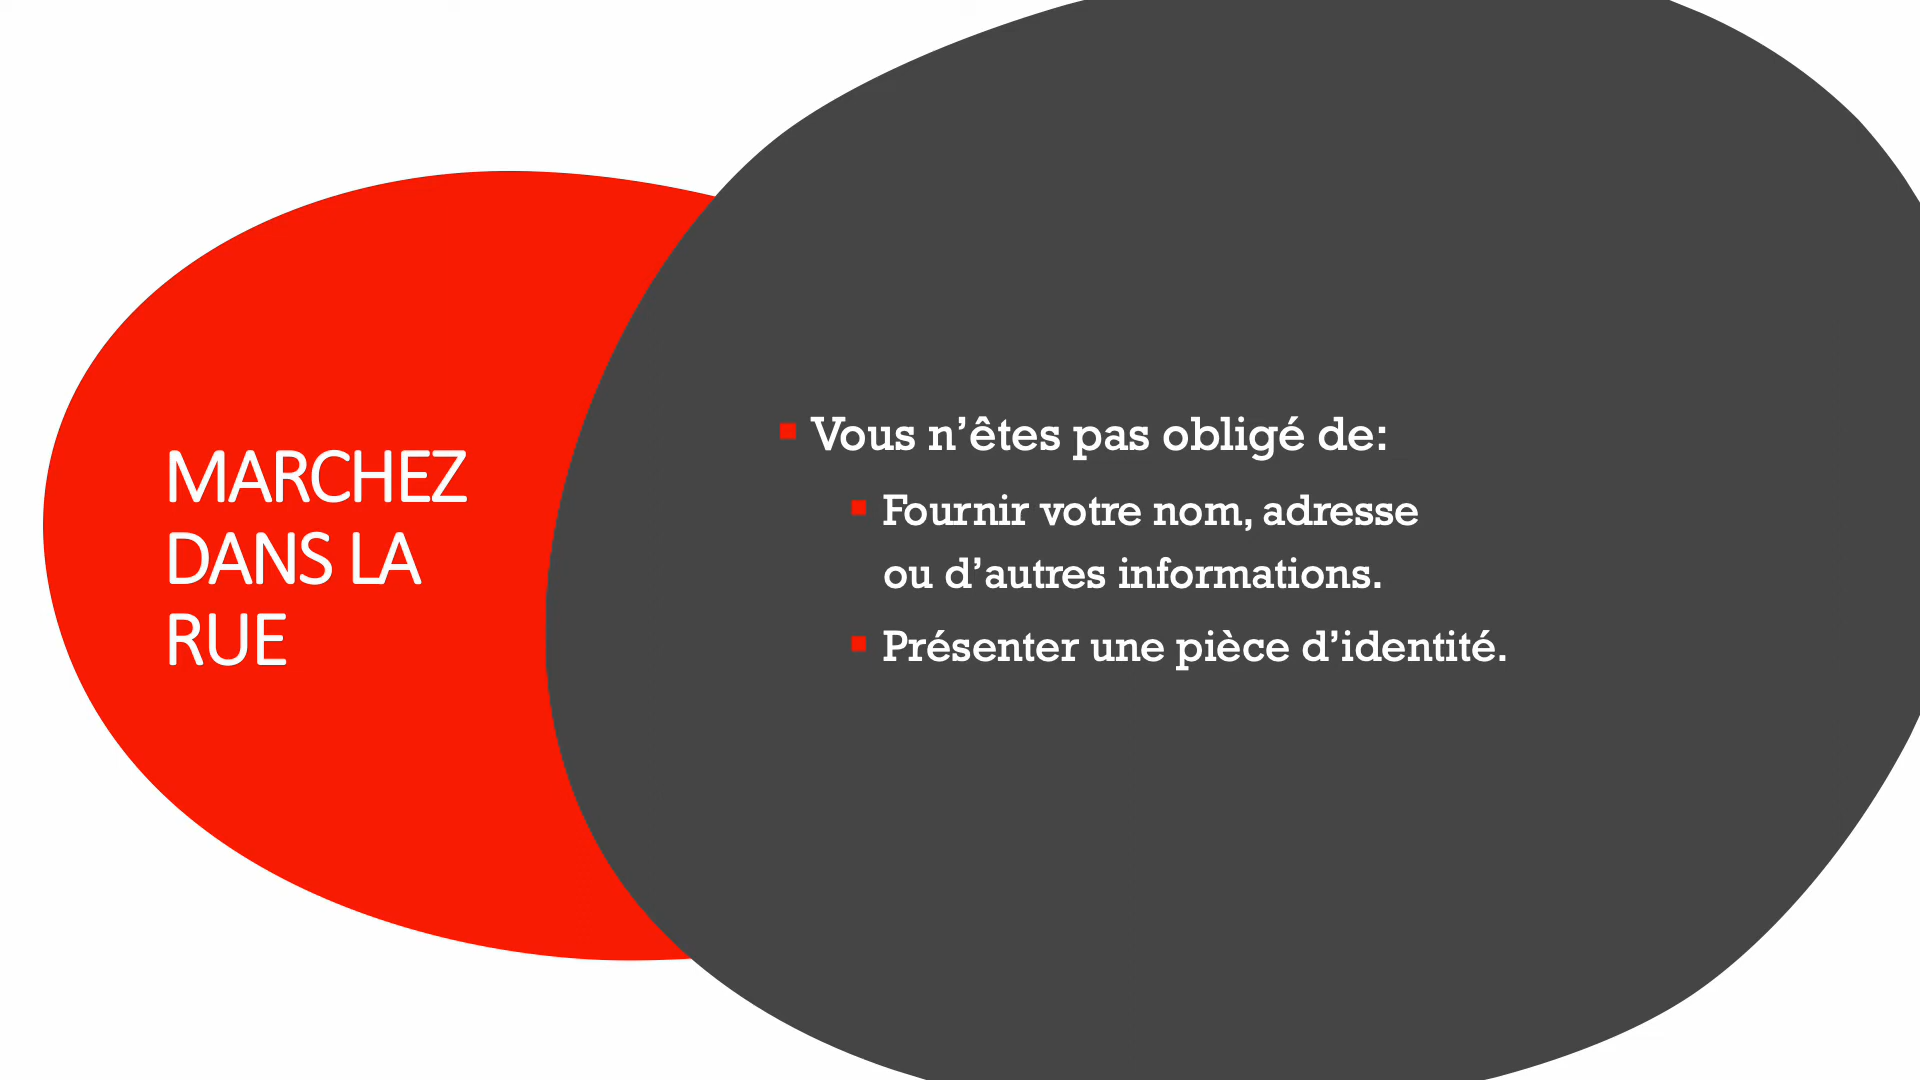 MARCHEZ
DANS LA
RUE
Vous n’êtes pas obligé de:
Fournir votre nom, adresse
ou d’autres informations.
Présenter une pièce d’identité.